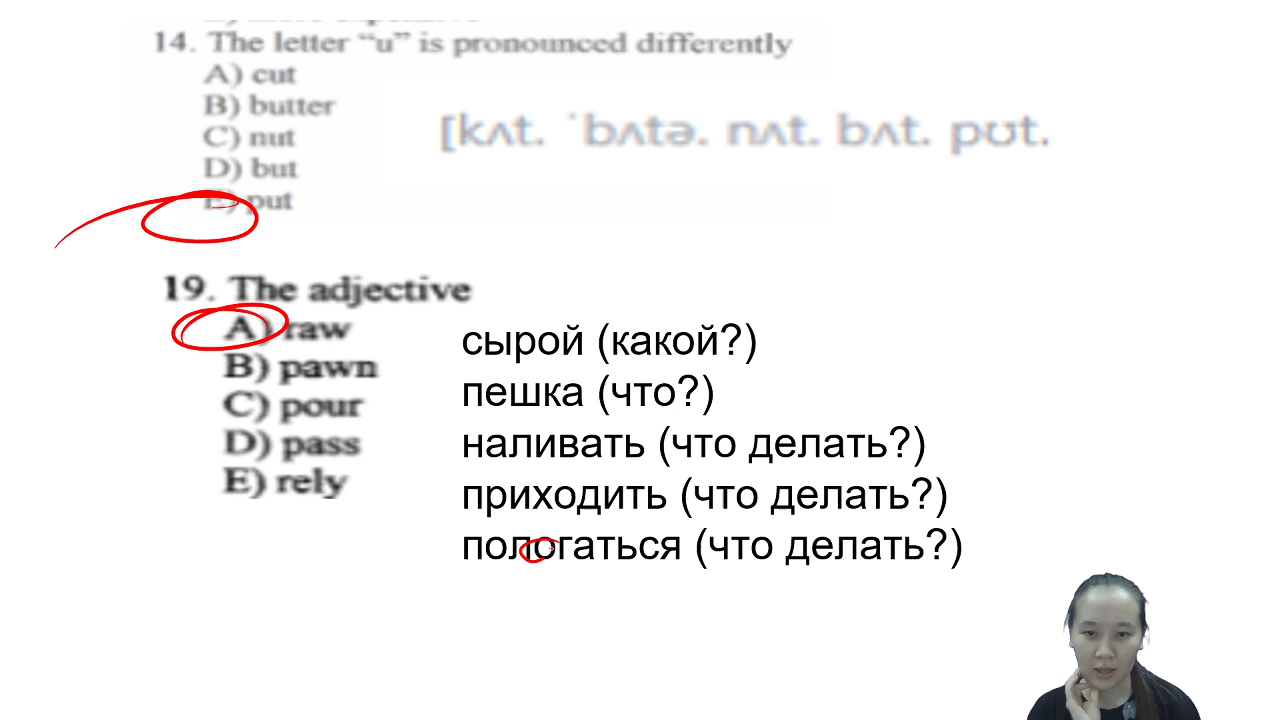 14. The letter “u” is pronounced differently
A) cut
B) butter
C) nut
D) but
E) put
[kʌt. ˈbʌtə. nʌt. bʌt. pʊt.
19. The adjective
A) raw
B) pawn
C) pour
D) pass
E) rely
сырой (какой?)
пешка (что?)
наливать (что делать?)
приходить (что делать?)
пологаться (что делать?)